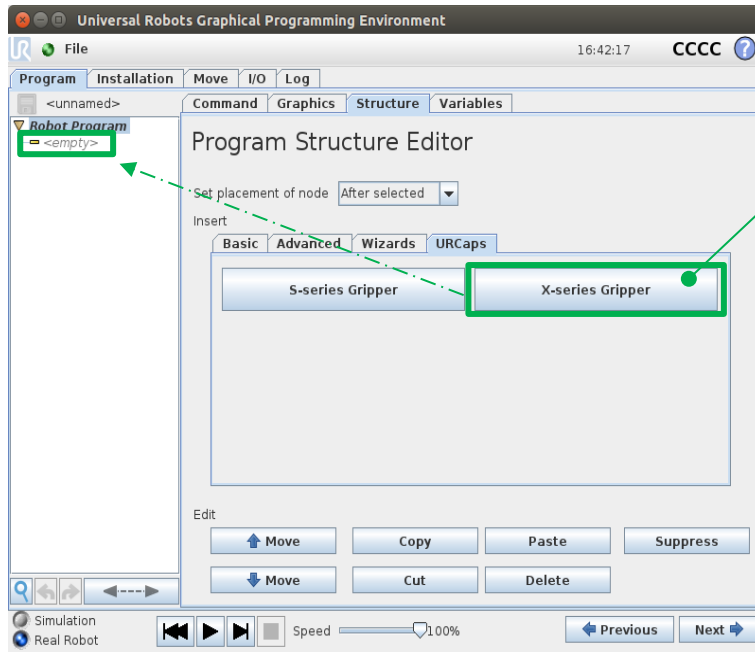 Universal Robots Graphical Programming Environment
UR File 16:42:17 CCCC ?
Program Installation Move I/O Log
<unnamed> Command Graphics Structure Variables
Robot Program
<empty>
Program Structure Editor
Set placement of node After selected
Insert
Basic Advanced Wizards URCaps
S-series Gripper X-series Gripper
Edit
Move Copy Paste Suppress
Move Cut Delete
Simulation
Real Robot
Speed 100% Previous Next